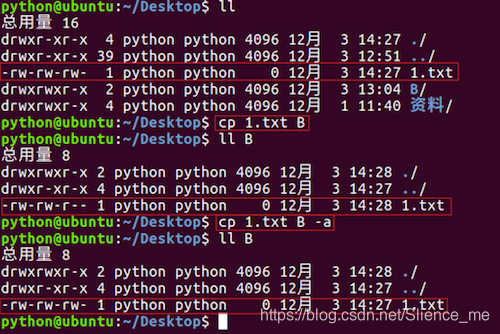 python@ubuntu:~/Desktop$ ll
总用量 16
drwxr-xr-x  4 python python 4096 12月  3 14:27 ./
drwxr-xr-x 39 python python 4096 12月  3 12:51 ../
-rw-rw-rw-  1 python python    0 12月  3 14:27 1.txt
drwxrwxr-x  2 python python 4096 12月  3 13:04 B/
drwxrwxr-x  4 python python 4096 12月  1 11:40 资料/
python@ubuntu:~/Desktop$ cp 1.txt B
python@ubuntu:~/Desktop$ ll B
总用量 8
drwxrwxr-x 2 python python 4096 12月  3 14:28 ./
drwxr-xr-x 4 python python 4096 12月  3 14:27 ../
-rw-rw-r-- 1 python python    0 12月  3 14:28 1.txt
python@ubuntu:~/Desktop$ cp 1.txt B -a
python@ubuntu:~/Desktop$ ll B
总用量 8
drwxrwxr-x 2 python python 4096 12月  3 14:28 ./
drwxr-xr-x 4 python python 4096 12月  3 14:27 ../
-rw-rw-rw- 1 python python    0 12月  3 14:27 1.txt
python@ubuntu:~/Desktop$
https://blog.csdn.net/Slience_me